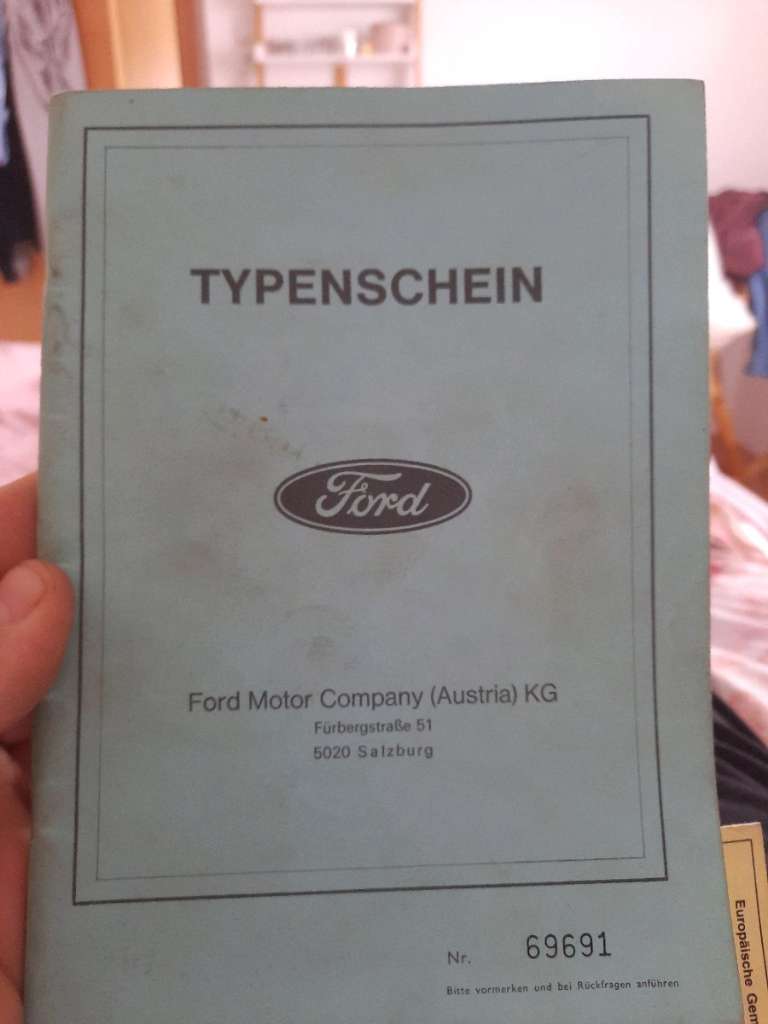 TYPENSCHEIN
Ford
Ford Motor Company (Austria) KG
Fürbergstraße 51
5020 Salzburg
Nr. 69691
Bitte vormerken und bei Rückfragen anführen
Europäische